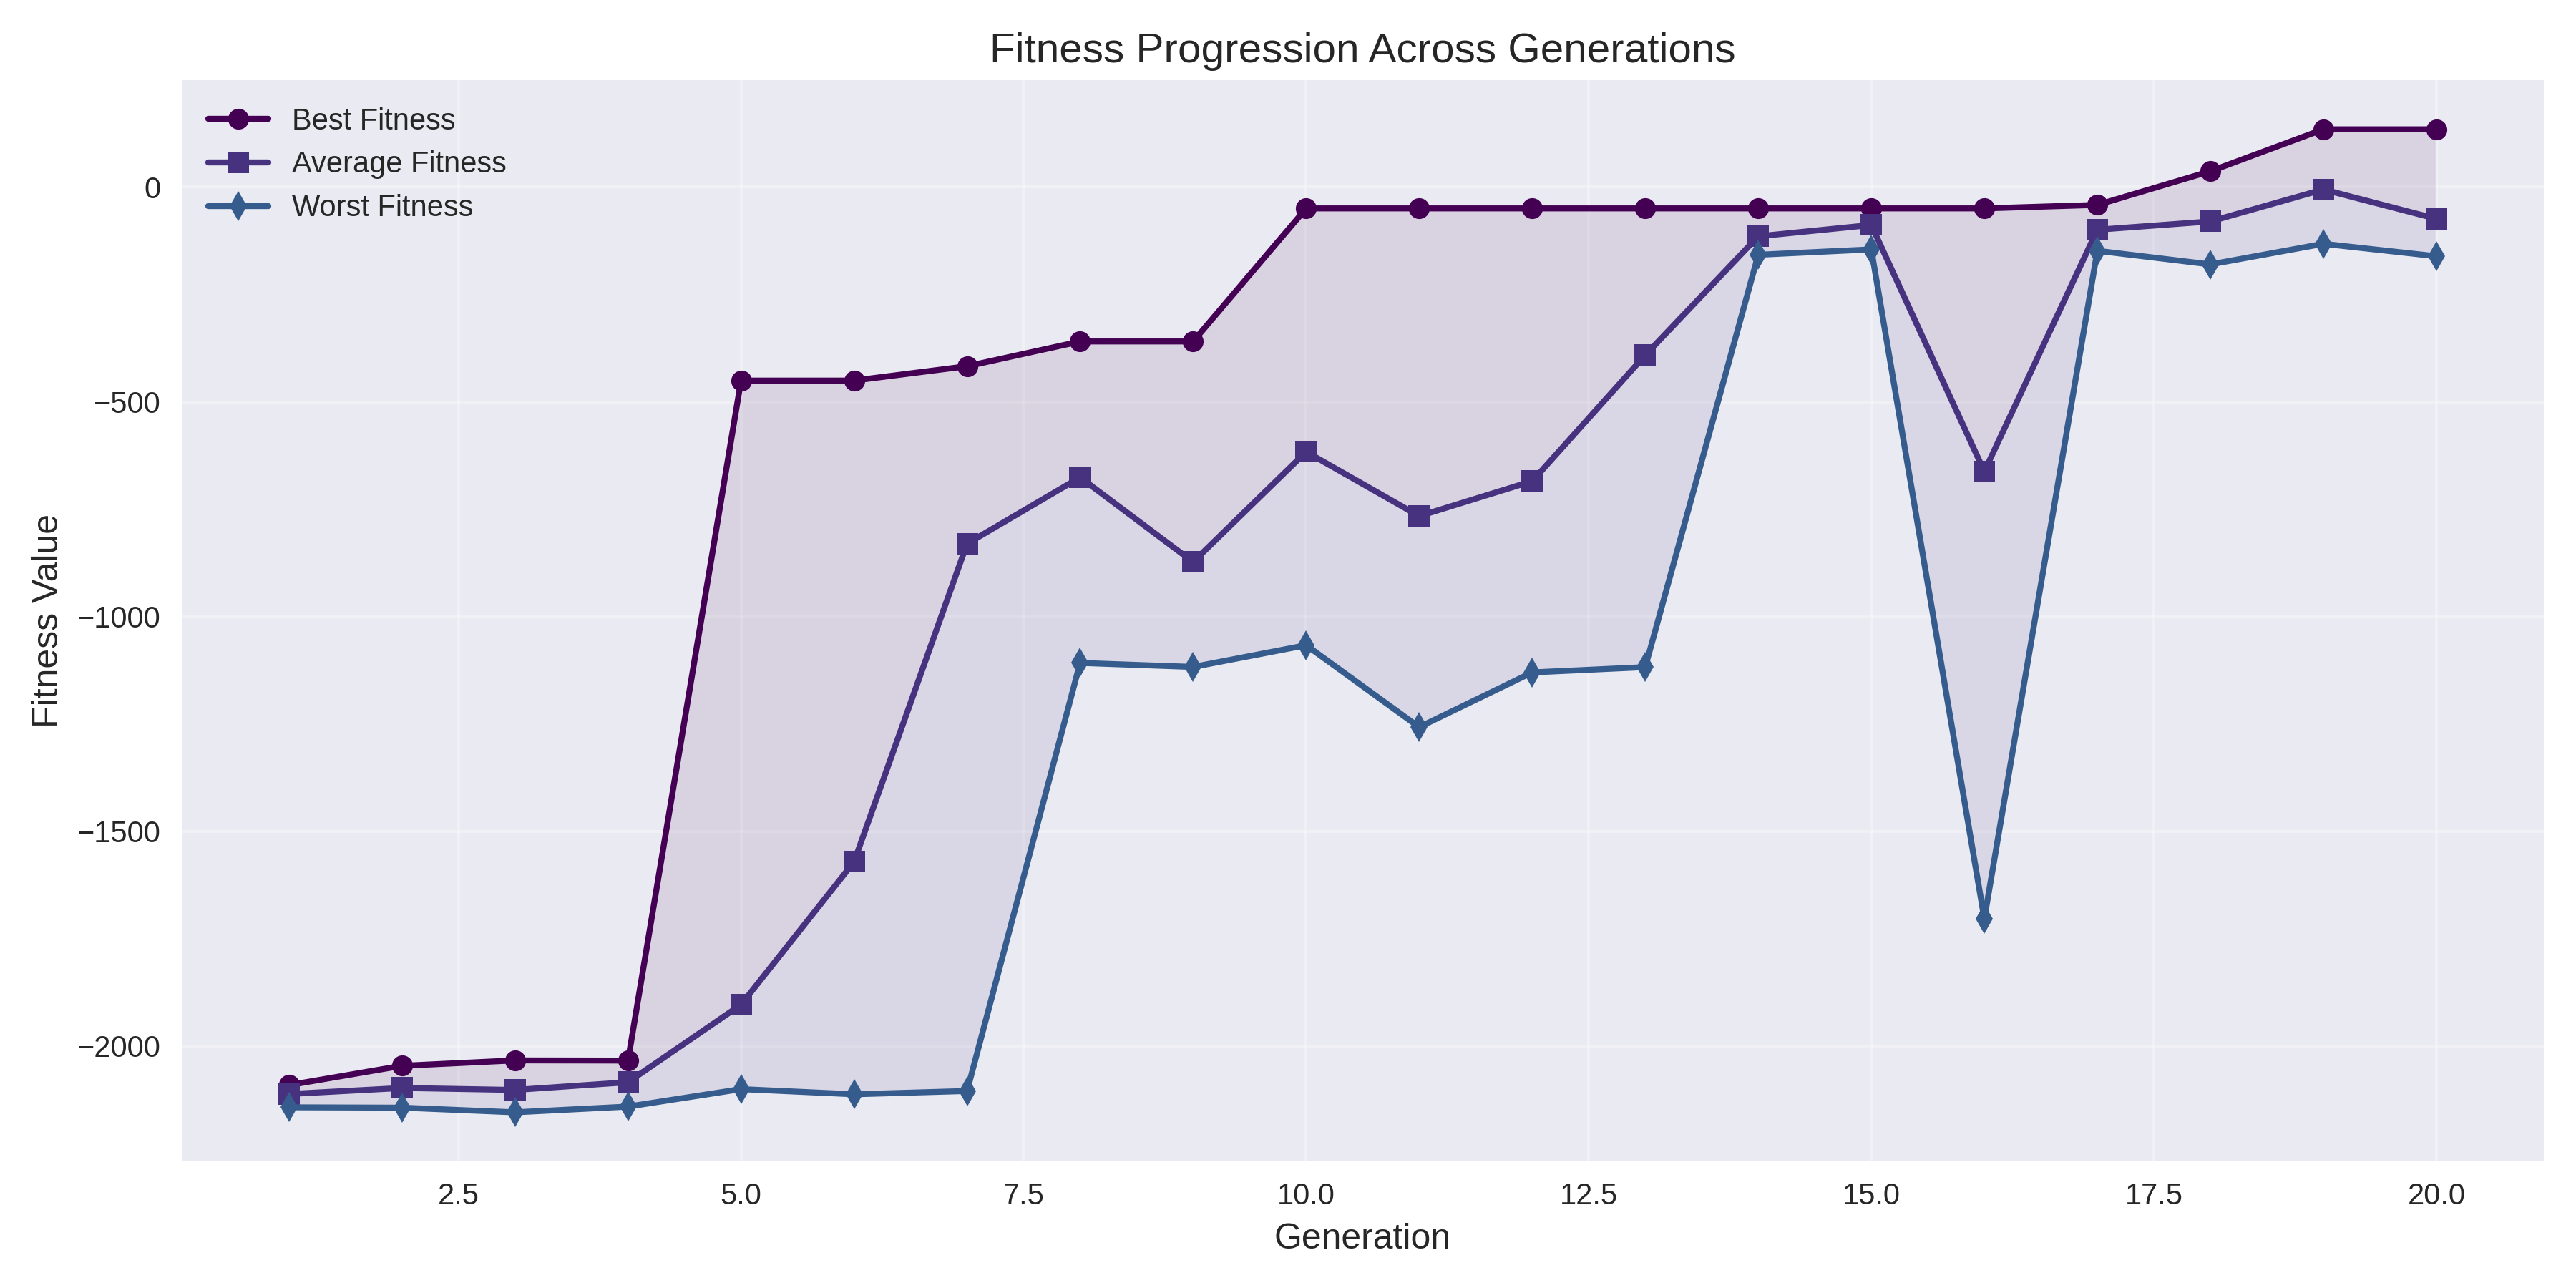 Fitness Progression Across Generations
Best Fitness
Average Fitness
Worst Fitness
Fitness Value
0
−500
−1000
−1500
−2000
2.5
5.0
7.5
10.0
12.5
15.0
17.5
20.0
Generation